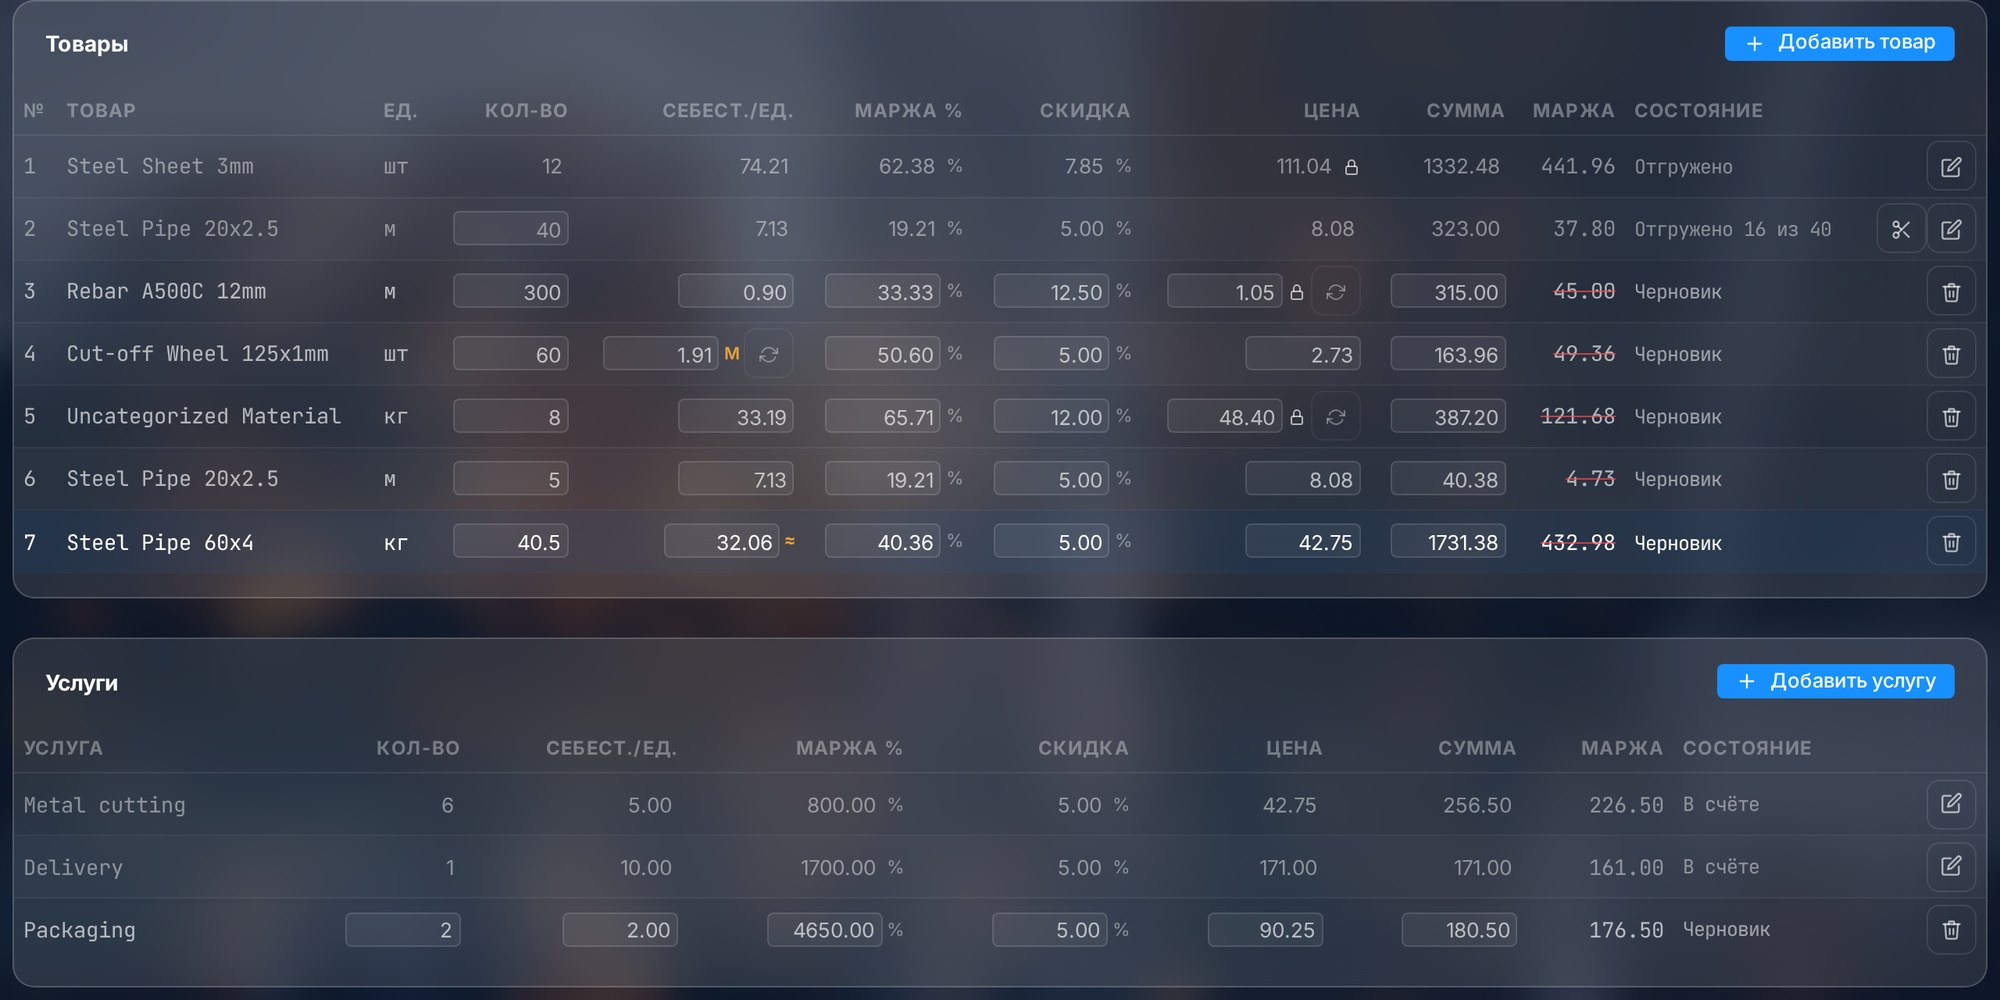 Товары
+ Добавить товар
№ ТОВАР ЕД. КОЛ-ВО СЕБЕСТ./ЕД. МАРЖА % СКИДКА ЦЕНА СУММА МАРЖА СОСТОЯНИЕ
1 Steel Sheet 3mm шт 12 74.21 62.38 % 7.85 % 111.04 1332.48 441.96 Отгружено
2 Steel Pipe 20x2.5 м 40 7.13 19.21 % 5.00 % 8.08 323.00 37.80 Отгружено 16 из 40
3 Rebar A500C 12mm м 300 0.90 33.33 % 12.50 % 1.05 315.00 45.00 Черновик
4 Cut-off Wheel 125x1mm шт 60 1.91 М 50.60 % 5.00 % 2.73 163.96 49.36 Черновик
5 Uncategorized Material кг 8 33.19 65.71 % 12.00 % 48.40 387.20 121.68 Черновик
6 Steel Pipe 20x2.5 м 5 7.13 19.21 % 5.00 % 8.08 40.38 4.73 Черновик
7 Steel Pipe 60x4 кг 40.5 32.06 ≈ 40.36 % 5.00 % 42.75 1731.38 432.98 Черновик
Услуги
+ Добавить услугу
УСЛУГА КОЛ-ВО СЕБЕСТ./ЕД. МАРЖА % СКИДКА ЦЕНА СУММА МАРЖА СОСТОЯНИЕ
Metal cutting 6 5.00 800.00 % 5.00 % 42.75 256.50 226.50 В счёте
Delivery 1 10.00 1700.00 % 5.00 % 171.00 171.00 161.00 В счёте
Packaging 2 2.00 4650.00 % 5.00 % 90.25 180.50 176.50 Черновик